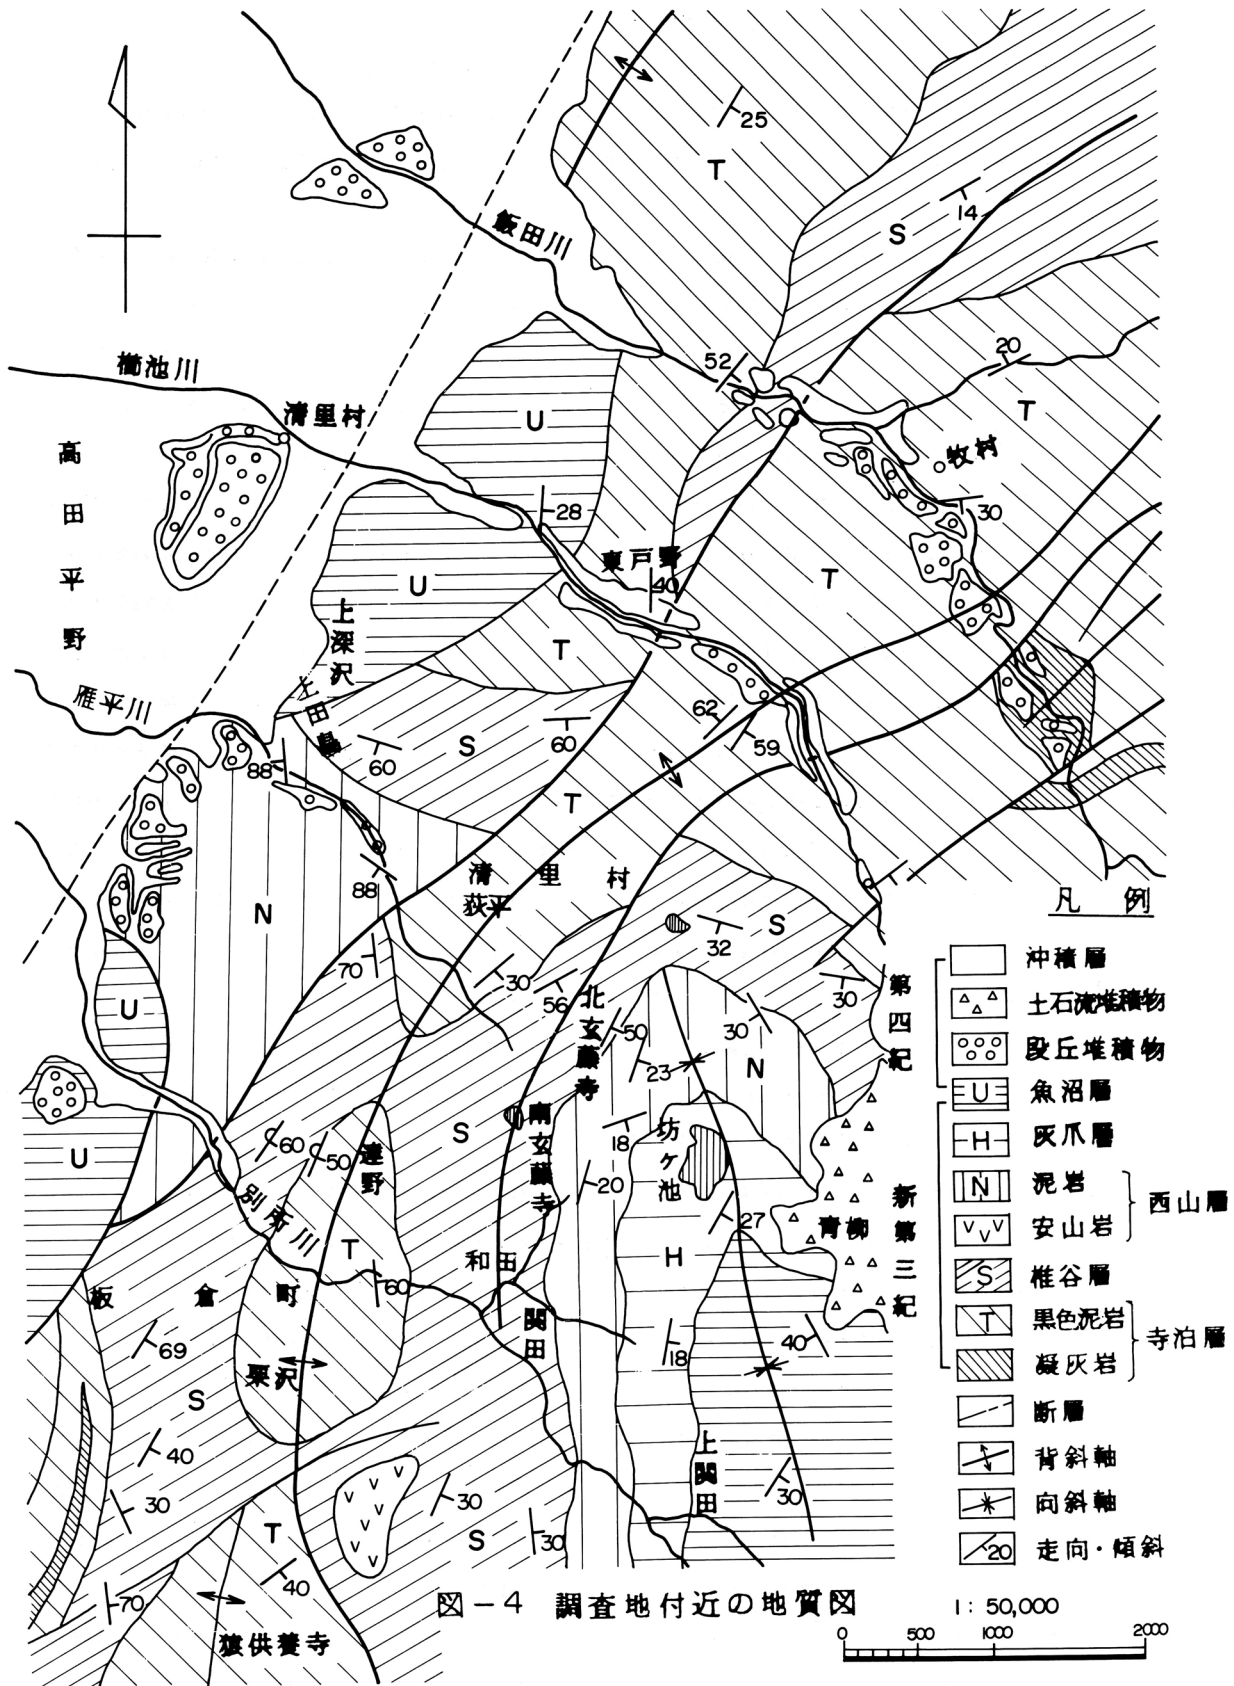 25
T
14
S
飯田川
櫛池川
52
20
T
清里村
U
牧村
高田平野
28
30
東戸野
40
U
T
上深沢
T
雁平川
上田島
62
S
60
60
59
88
T
88
清里村
荻平
N
S
32
70
30
56
北玄藤寺
30
50
30
U
23
N
南玄藤寺
坊ヶ池
S
18
60
50
達野
U
20
27
青柳
別所川
T
H
和田
60
板倉町
関田
69
栗沢
18
40
S
40
上関田
30
30
30
T
S
30
40
70
猿供養寺
凡 例
第四紀
新第三紀
沖積層
土石流堆積物
段丘堆積物
U 魚沼層
H 灰爪層
N 泥岩
西山層
安山岩
S 椎谷層
T 黒色泥岩
寺泊層
凝灰岩
断層
背斜軸
向斜軸
20 走向・傾斜
図-4 調査地付近の地質図
1: 50,000
0 500 1000 2000